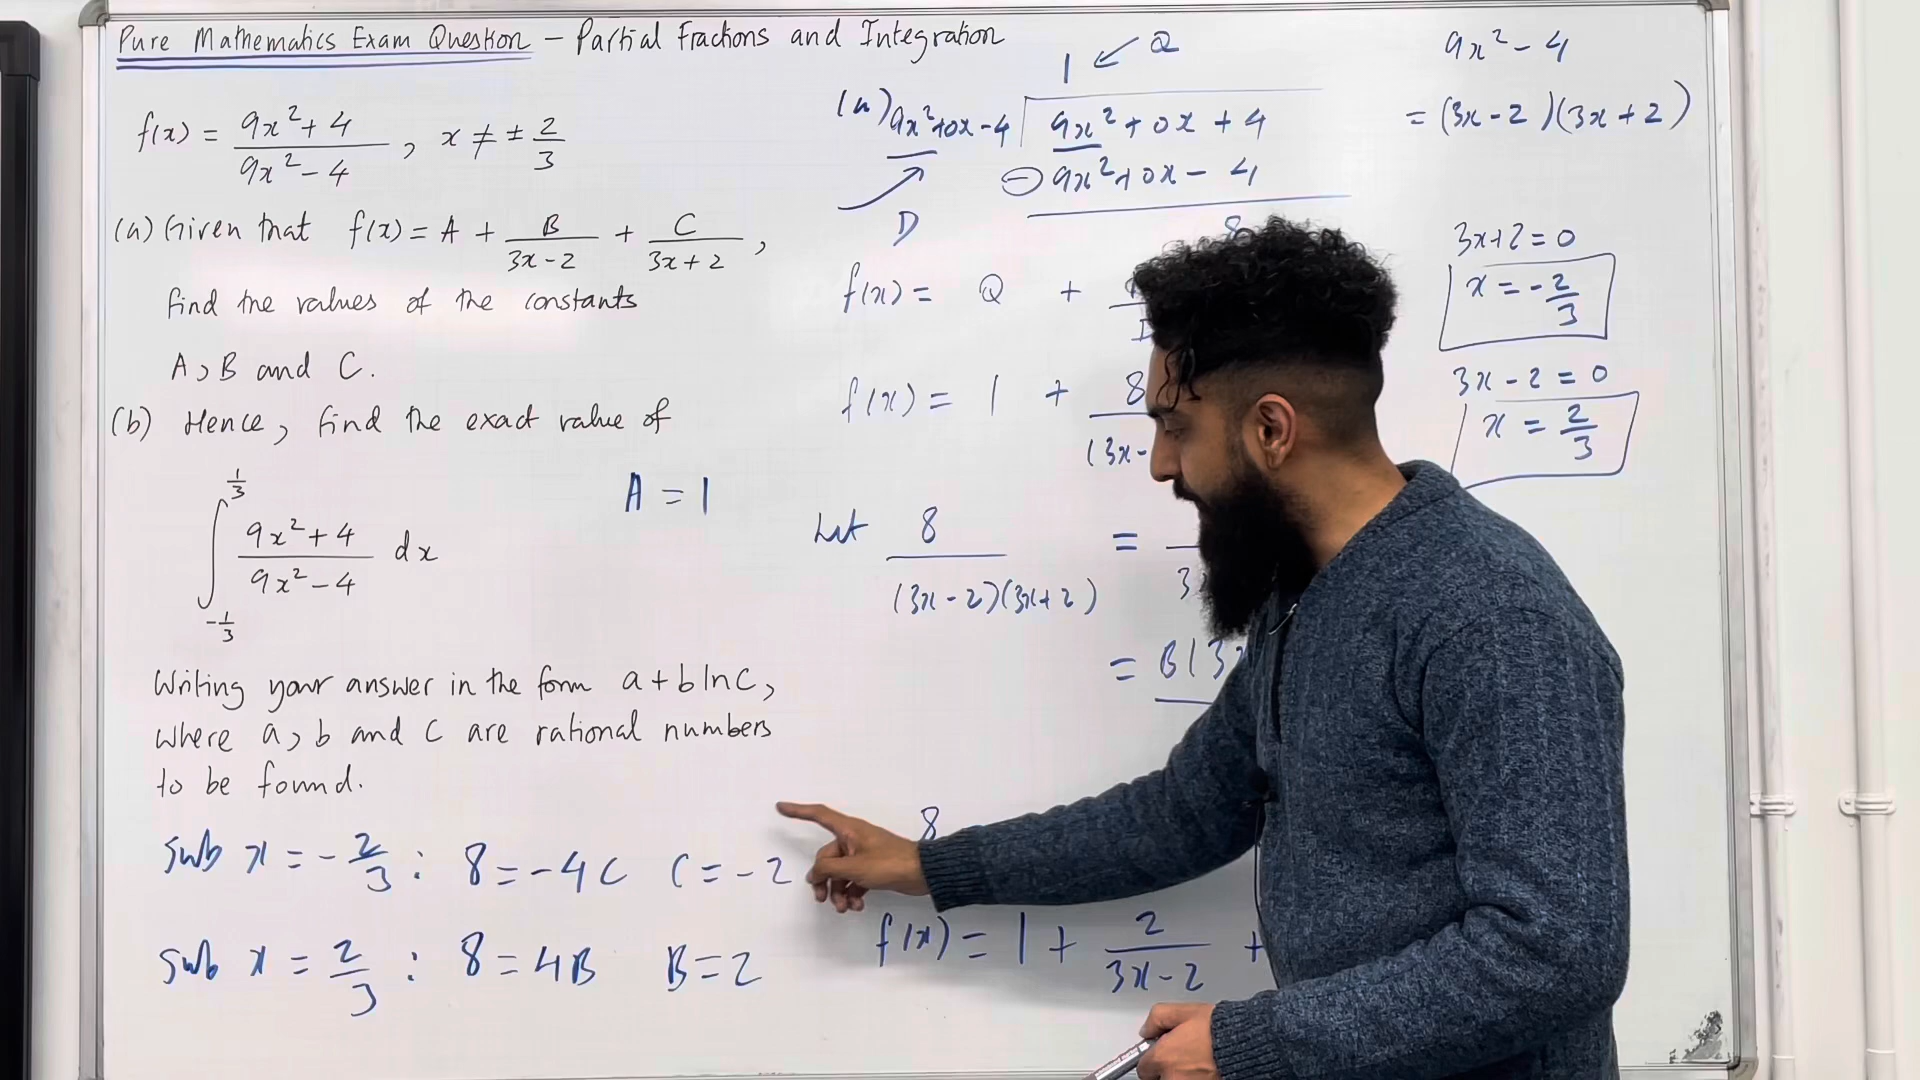 Pure Mathematics Exam Question – Partial Fractions and Integration
f(x) = (9x² + 4)/(9x² – 4), x ≠ ± 2/3
(a) Given that f(x) = A + B/(3x – 2) + C/(3x + 2),
find the values of the constants
A, B and C.
(b) Hence, find the exact value of
∫_{-1/3}^{1/3} (9x² + 4)/(9x² – 4) dx
A = 1
Writing your answer in the form a + b ln c,
where a, b and c are rational numbers
to be found.
sub x = –2/3 : 8 = –4C C = –2
sub x = 2/3 : 8 = 4B B = 2
1 ← Q
(a) 9x² + 0x – 4 | 9x² + 0x + 4
⊖ 9x² + 0x – 4
D 8
f(x) = Q +
f(x) = 1 + 8
(3x –
Let 8/((3x – 2)(3x + 2)) =
3x
= B(3x
8
f(x) = 1 + 2/(3x – 2) +
9x² – 4
= (3x – 2)(3x + 2)
3x + 2 = 0
x = –2/3
3x – 2 = 0
x = 2/3